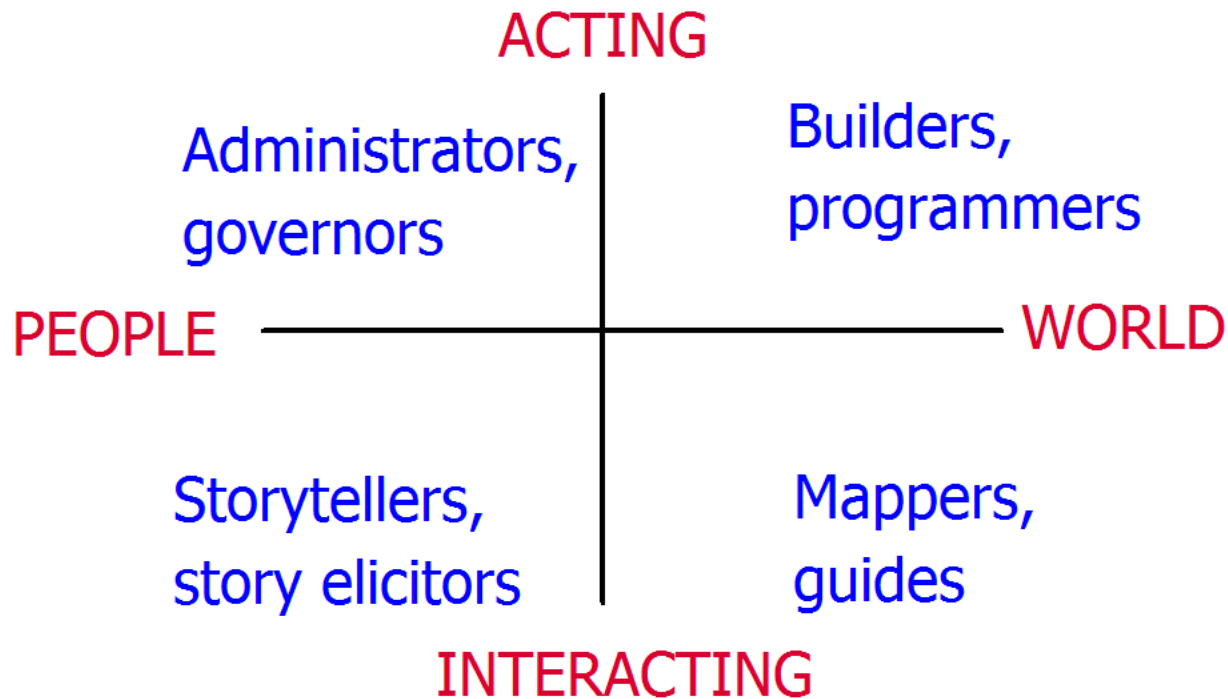 ACTING
Administrators,
governors
Builders,
programmers
PEOPLE
WORLD
Storytellers,
story elicitors
Mappers,
guides
INTERACTING